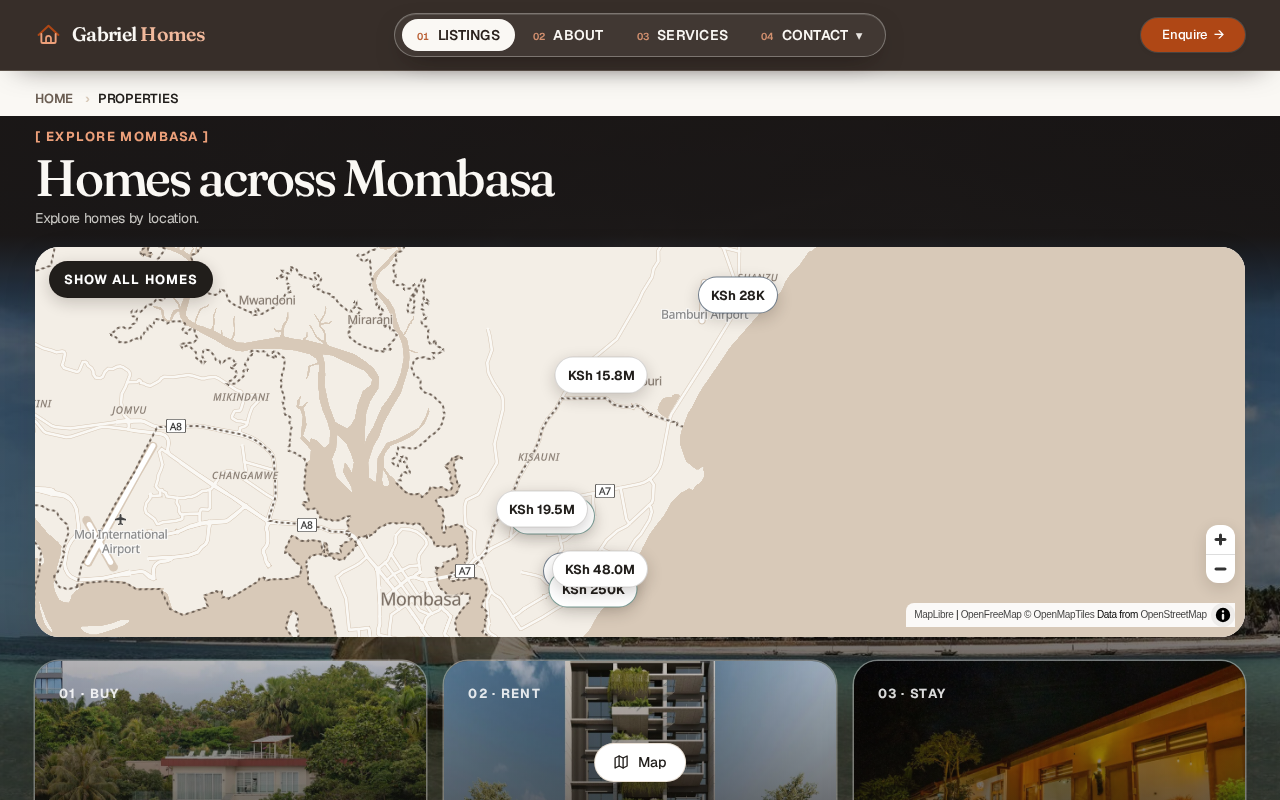 Gabriel Homes
01 LISTINGS
02 ABOUT
03 SERVICES
04 CONTACT ▾
Enquire →
HOME › PROPERTIES
[ EXPLORE MOMBASA ]
Homes across Mombasa
Explore homes by location.
SHOW ALL HOMES
SHANZU
KSh 28K
Mwandoni
Bamburi Airport
Mirarani
KSh 15.8M
MIKINDANI
JOMVU
A8
KISAUNI
CHANGAMWE
A7
KSh 19.5M
A8
Moi International
Airport
KSh 48.0M
A7
KSh 250K
Mombasa
MapLibre | OpenFreeMap © OpenMapTiles Data from OpenStreetMap
01 · BUY
02 · RENT
03 · STAY
Map